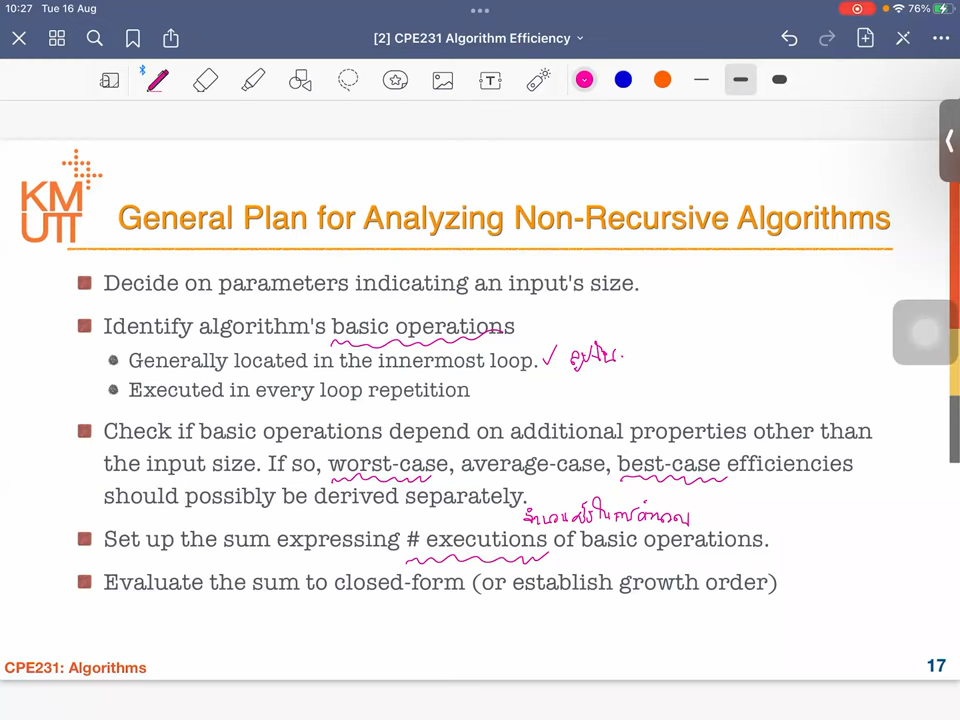 10:27 Tue 16 Aug
76%
[2] CPE231 Algorithm Efficiency
KM
UTT
General Plan for Analyzing Non-Recursive Algorithms
Decide on parameters indicating an input's size.
Identify algorithm's basic operations
Generally located in the innermost loop.
Executed in every loop repetition
Check if basic operations depend on additional properties other than
the input size. If so, worst-case, average-case, best-case efficiencies
should possibly be derived separately.
Set up the sum expressing # executions of basic operations.
Evaluate the sum to closed-form (or establish growth order)
CPE231: Algorithms
17